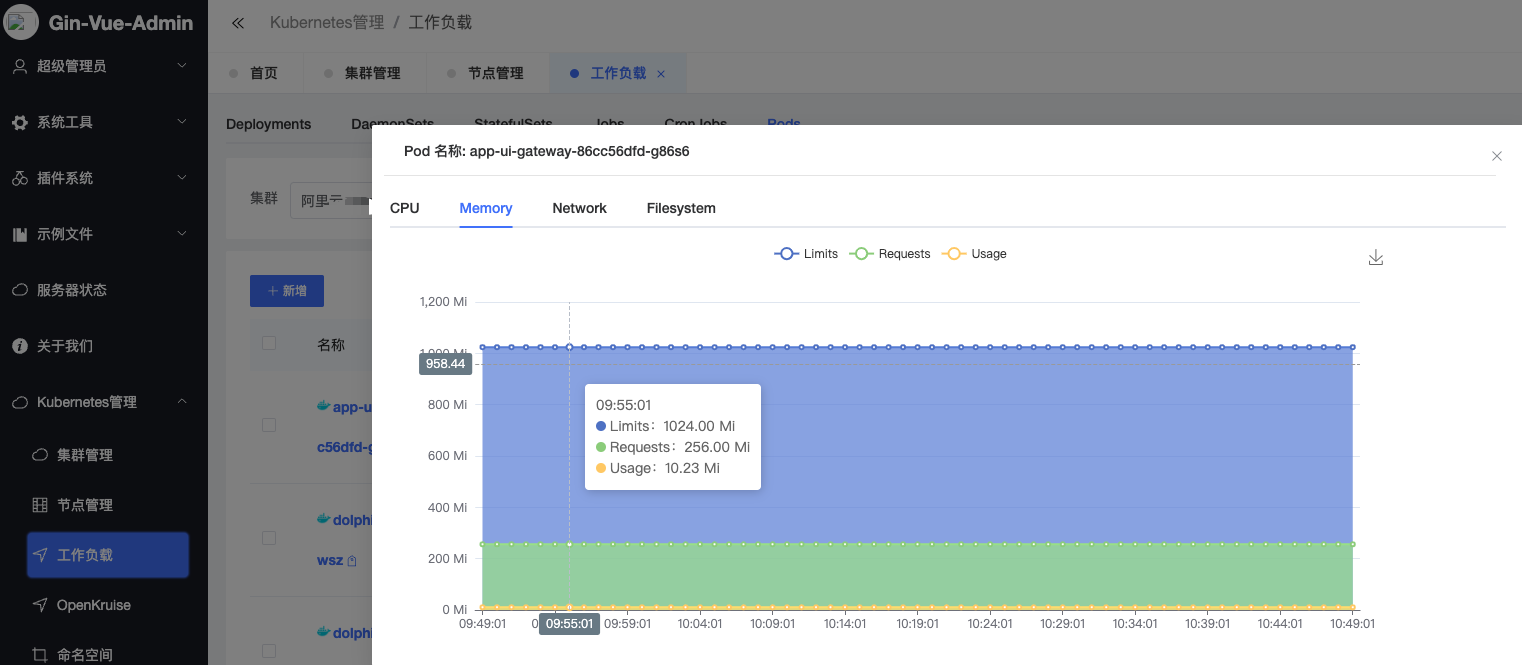 Gin-Vue-Admin
超级管理员
系统工具
插件系统
示例文件
服务器状态
关于我们
Kubernetes管理
集群管理
节点管理
工作负载
OpenKruise
命名空间
Kubernetes管理 / 工作负载
首页 集群管理 节点管理 工作负载
Deployments DaemonSets StatefulSets Jobs CronJobs Pods
集群 阿里云
+ 新增
名称
app-u
c56dfd-g
dolphi
wsz
dolphi
Pod 名称: app-ui-gateway-86cc56dfd-g86s6
CPU Memory Network Filesystem
Limits Requests Usage
1,200 Mi
1,000 Mi
958.44
800 Mi
600 Mi
400 Mi
200 Mi
0 Mi
09:55:01
Limits：1024.00 Mi
Requests：256.00 Mi
Usage：10.23 Mi
09:49:01 09:55:01 09:59:01 10:04:01 10:09:01 10:14:01 10:19:01 10:24:01 10:29:01 10:34:01 10:39:01 10:44:01 10:49:01